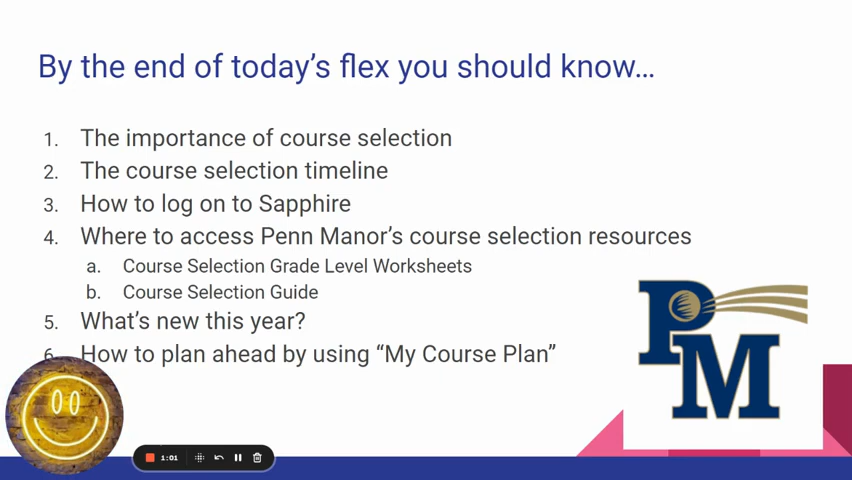 By the end of today’s flex you should know...
1. The importance of course selection
2. The course selection timeline
3. How to log on to Sapphire
4. Where to access Penn Manor’s course selection resources
a. Course Selection Grade Level Worksheets
b. Course Selection Guide
5. What’s new this year?
6. How to plan ahead by using “My Course Plan”
PM
1:01